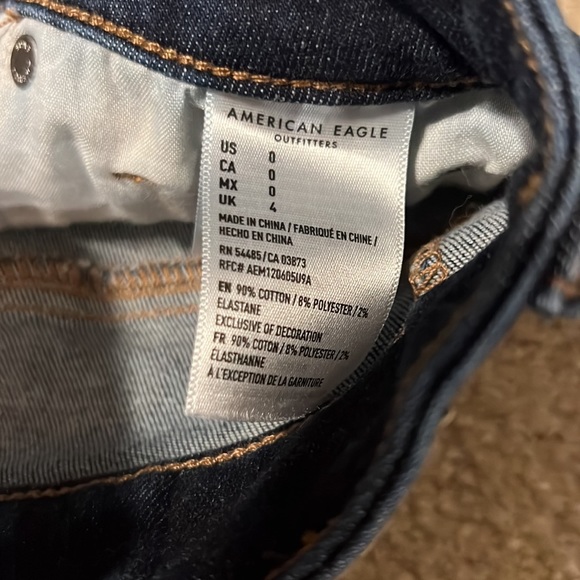 AMERICAN EAGLE
OUTFITTERS
US 0
CA 0
MX 0
UK 4
MADE IN CHINA / FABRIQUÉ EN CHINE /
HECHO EN CHINA
RN 54485/CA 03873
RFC# AEM120605U9A
EN 90% COTTON / 8% POLYESTER / 2%
ELASTANE
EXCLUSIVE OF DECORATION
FR 90% COTON / 8% POLYESTER / 2%
ELASTHANNE
À L'EXCEPTION DE LA GARNITURE